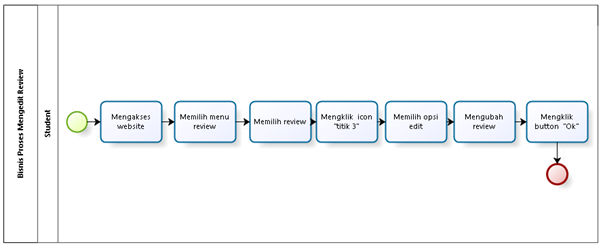 Bisnis Proses Mengedit Review
Student
Mengakses
website
Memilih menu
review
Memilih review
Mengklik icon
"titik 3"
Memilih opsi
edit
Mengubah
review
Mengklik
button "Ok"